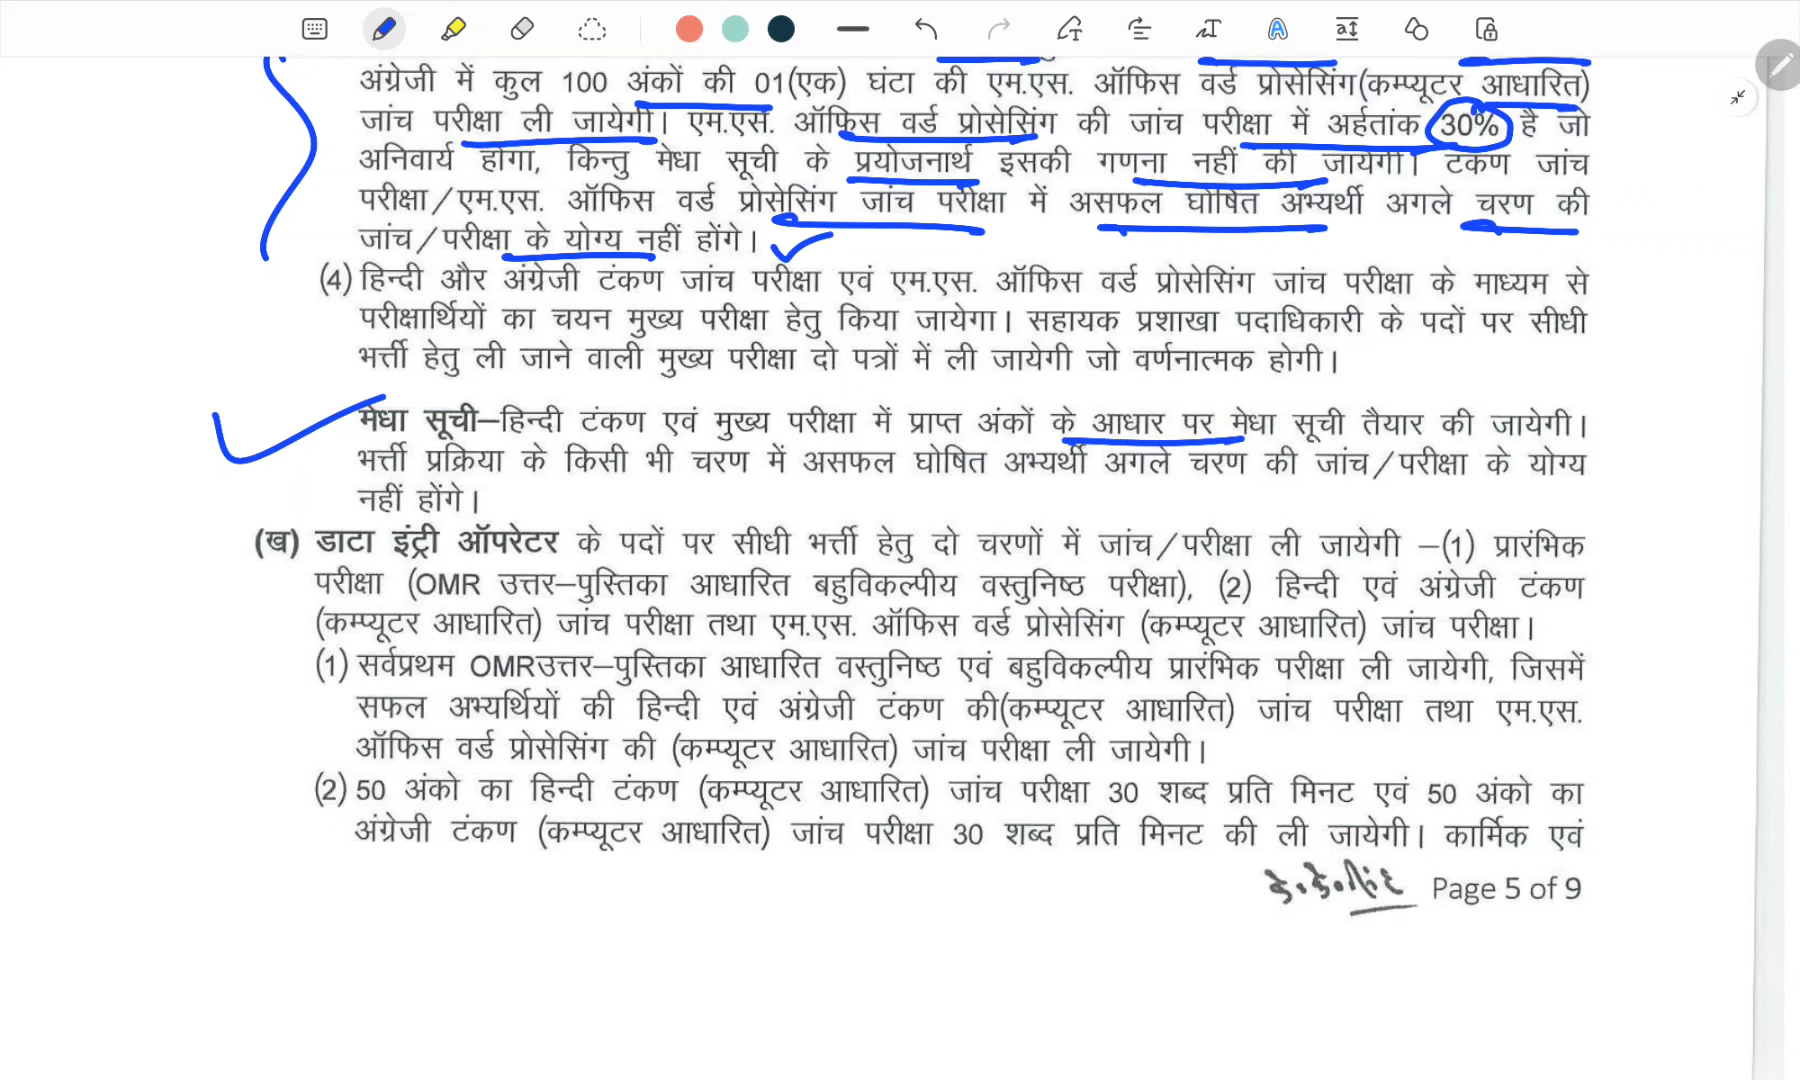 अंग्रेजी में कुल 100 अंकों की 01(एक) घंटा की एम.एस. ऑफिस वर्ड प्रोसेसिंग(कम्प्यूटर आधारित)
जांच परीक्षा ली जायेगी। एम.एस. ऑफिस वर्ड प्रोसेसिंग की जांच परीक्षा में अर्हतांक 30% है जो
अनिवार्य होगा, किन्तु मेधा सूची के प्रयोजनार्थ इसकी गणना नहीं की जायेगी। टंकण जांच
परीक्षा/एम.एस. ऑफिस वर्ड प्रोसेसिंग जांच परीक्षा में असफल घोषित अभ्यर्थी अगले चरण की
जांच/परीक्षा के योग्य नहीं होंगे।
(4) हिन्दी और अंग्रेजी टंकण जांच परीक्षा एवं एम.एस. ऑफिस वर्ड प्रोसेसिंग जांच परीक्षा के माध्यम से
परीक्षार्थियों का चयन मुख्य परीक्षा हेतु किया जायेगा। सहायक प्रशाखा पदाधिकारी के पदों पर सीधी
भर्त्ती हेतु ली जाने वाली मुख्य परीक्षा दो पत्रों में ली जायेगी जो वर्णनात्मक होगी।
मेधा सूची–हिन्दी टंकण एवं मुख्य परीक्षा में प्राप्त अंकों के आधार पर मेधा सूची तैयार की जायेगी।
भर्त्ती प्रक्रिया के किसी भी चरण में असफल घोषित अभ्यर्थी अगले चरण की जांच/परीक्षा के योग्य
नहीं होंगे।
(ख) डाटा इंट्री ऑपरेटर के पदों पर सीधी भर्त्ती हेतु दो चरणों में जांच/परीक्षा ली जायेगी –(1) प्रारंभिक
परीक्षा (OMR उत्तर–पुस्तिका आधारित बहुविकल्पीय वस्तुनिष्ठ परीक्षा), (2) हिन्दी एवं अंग्रेजी टंकण
(कम्प्यूटर आधारित) जांच परीक्षा तथा एम.एस. ऑफिस वर्ड प्रोसेसिंग (कम्प्यूटर आधारित) जांच परीक्षा।
(1) सर्वप्रथम OMRउत्तर–पुस्तिका आधारित वस्तुनिष्ठ एवं बहुविकल्पीय प्रारंभिक परीक्षा ली जायेगी, जिसमें
सफल अभ्यर्थियों की हिन्दी एवं अंग्रेजी टंकण की(कम्प्यूटर आधारित) जांच परीक्षा तथा एम.एस.
ऑफिस वर्ड प्रोसेसिंग की (कम्प्यूटर आधारित) जांच परीक्षा ली जायेगी।
(2) 50 अंको का हिन्दी टंकण (कम्प्यूटर आधारित) जांच परीक्षा 30 शब्द प्रति मिनट एवं 50 अंको का
अंग्रेजी टंकण (कम्प्यूटर आधारित) जांच परीक्षा 30 शब्द प्रति मिनट की ली जायेगी। कार्मिक एवं
Page 5 of 9